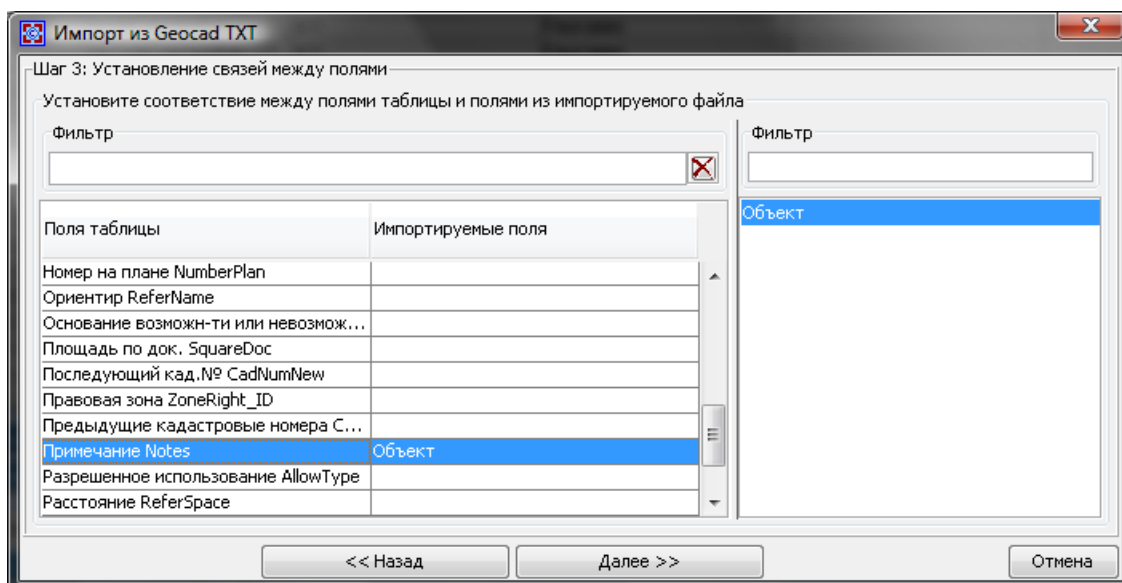 Импорт из Geocad TXT
Шаг 3: Установление связей между полями
Установите соответствие между полями таблицы и полями из импортируемого файла
Фильтр
Фильтр
Поля таблицы
Импортируемые поля
Объект
Номер на плане NumberPlan
Ориентир ReferName
Основание возможн-ти или невозмож...
Площадь по док. SquareDoc
Последующий кад.№ CadNumNew
Правовая зона ZoneRight_ID
Предыдущие кадастровые номера C...
Примечание Notes Объект
Разрешенное использование AllowType
Расстояние ReferSpace
<< Назад
Далее >>
Отмена